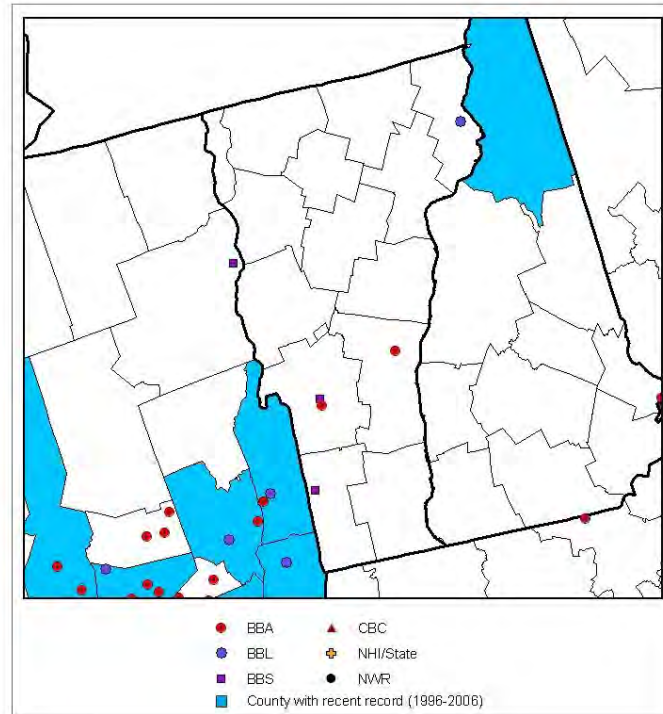 BBA CBC
BBL NHI/State
BBS NWR
County with recent record (1996-2006)